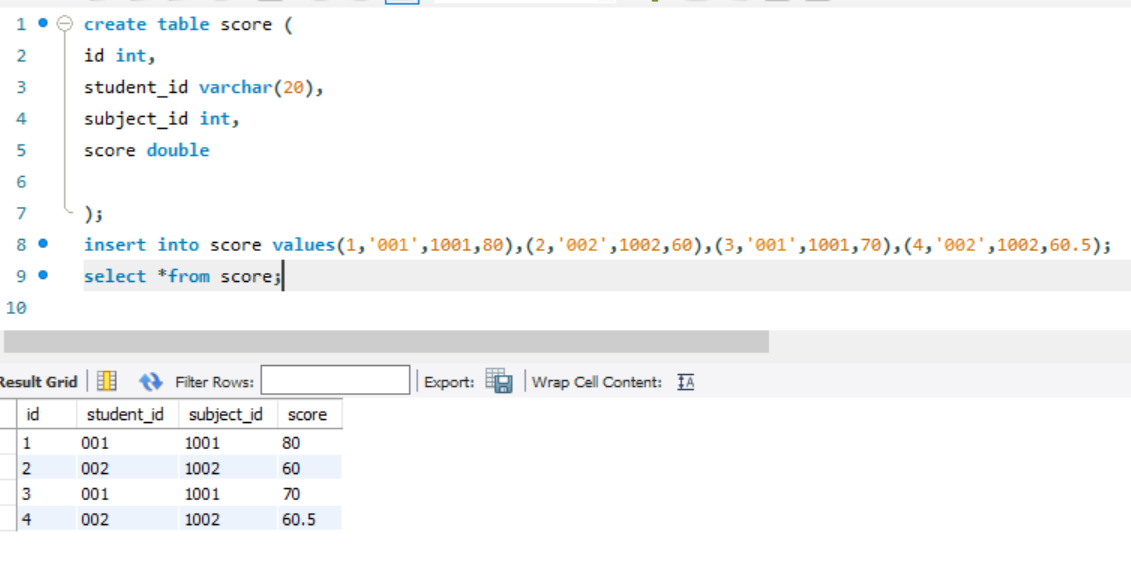 1 create table score (
2 id int,
3 student_id varchar(20),
4 subject_id int,
5 score double
6
7 );
8 insert into score values(1,'001',1001,80),(2,'002',1002,60),(3,'001',1001,70),(4,'002',1002,60.5);
9 select *from score;
10
Result Grid Filter Rows: Export: Wrap Cell Content: IA
id student_id subject_id score
1 001 1001 80
2 002 1002 60
3 001 1001 70
4 002 1002 60.5